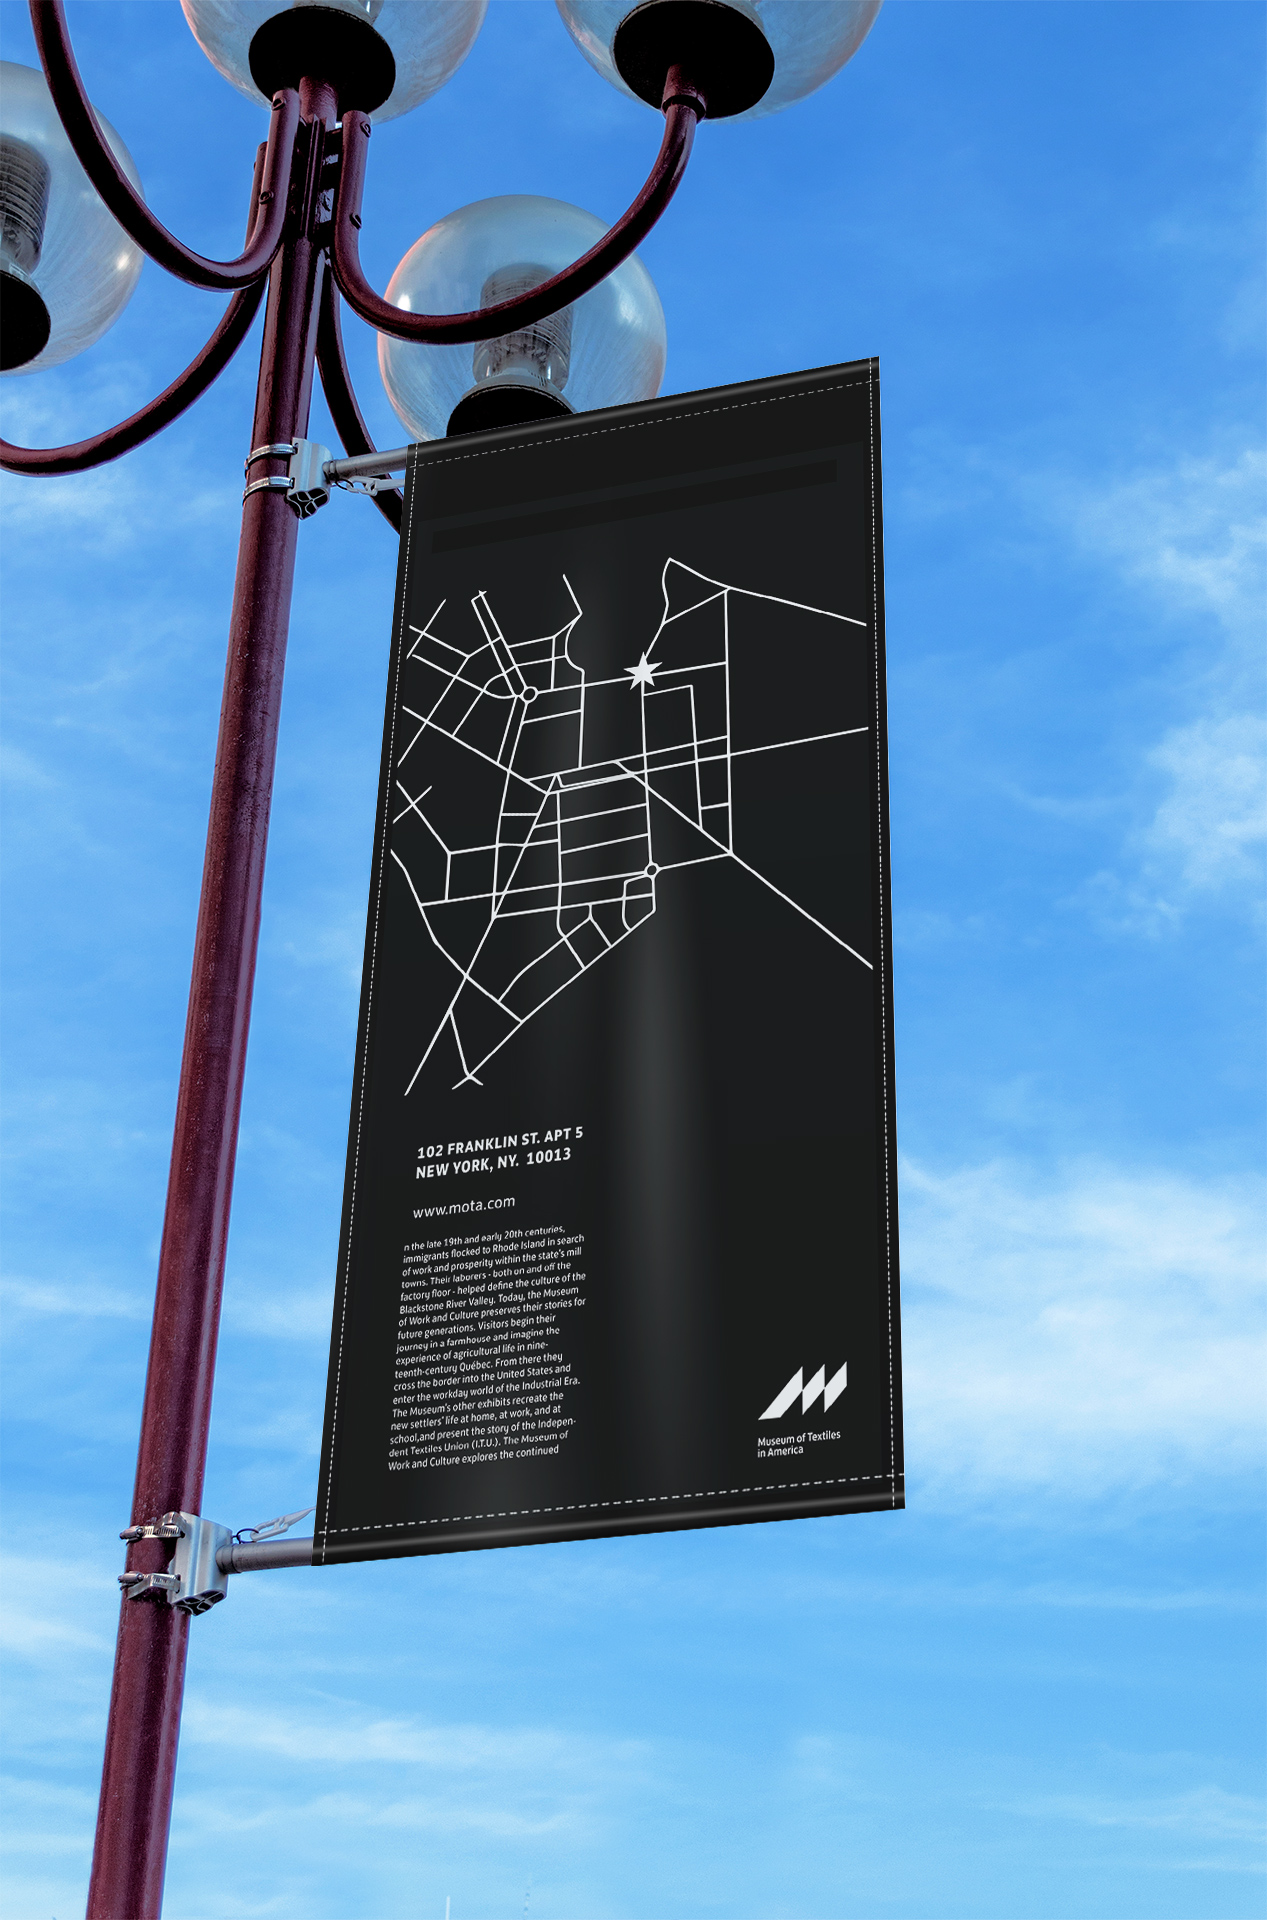 102 FRANKLIN ST. APT 5
NEW YORK, NY. 10013
www.mota.com
n the late 19th and early 20th centuries,
immigrants flocked to Rhode Island in search
of work and prosperity within the state's mill
towns. Their laborers - both on and off the
factory floor - helped define the culture of the
Blackstone River Valley. Today, the Museum
of Work and Culture preserves their stories for
future generations. Visitors begin their
journey in a farmhouse and imagine the
experience of agricultural life in nine-
teenth-century Québec. From there they
cross the border into the United States and
enter the workday world of the Industrial Era.
The Museum's other exhibits recreate the
new settlers' life at home, at work, and at
school,and present the story of the Indepen-
dent Textiles Union (I.T.U.). The Museum of
Work and Culture explores the continued
Museum of Textiles
in America